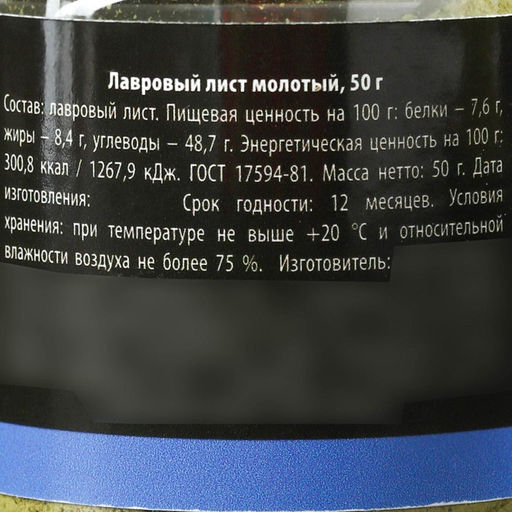 Лавровый лист молотый, 50 г
Состав: лавровый лист. Пищевая ценность на 100 г: белки – 7,6 г,
жиры – 8,4 г, углеводы – 48,7 г. Энергетическая ценность на 100 г:
300,8 ккал / 1267,9 кДж. ГОСТ 17594-81. Масса нетто: 50 г. Дата
изготовления: Срок годности: 12 месяцев. Условия
хранения: при температуре не выше +20 °С и относительной
влажности воздуха не более 75 %. Изготовитель: